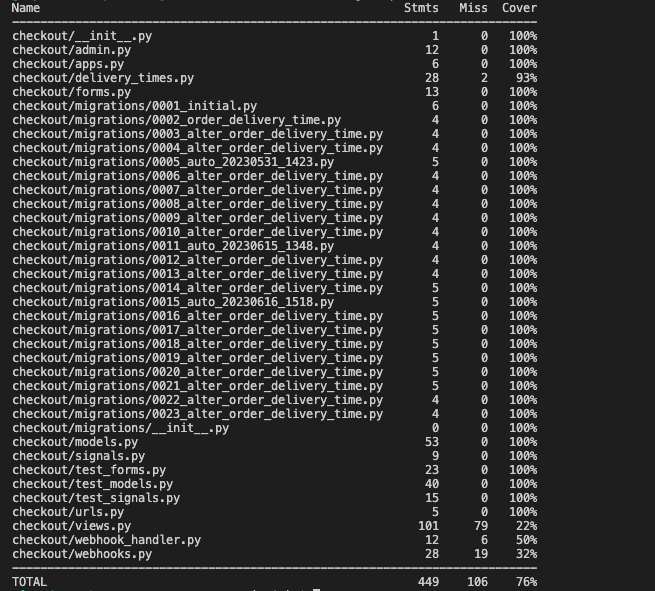 Name Stmts Miss Cover
checkout/__init__.py 1 0 100%
checkout/admin.py 12 0 100%
checkout/apps.py 6 0 100%
checkout/delivery_times.py 28 2 93%
checkout/forms.py 13 0 100%
checkout/migrations/0001_initial.py 6 0 100%
checkout/migrations/0002_order_delivery_time.py 4 0 100%
checkout/migrations/0003_alter_order_delivery_time.py 4 0 100%
checkout/migrations/0004_alter_order_delivery_time.py 4 0 100%
checkout/migrations/0005_auto_20230531_1423.py 5 0 100%
checkout/migrations/0006_alter_order_delivery_time.py 4 0 100%
checkout/migrations/0007_alter_order_delivery_time.py 4 0 100%
checkout/migrations/0008_alter_order_delivery_time.py 4 0 100%
checkout/migrations/0009_alter_order_delivery_time.py 4 0 100%
checkout/migrations/0010_alter_order_delivery_time.py 4 0 100%
checkout/migrations/0011_auto_20230615_1348.py 4 0 100%
checkout/migrations/0012_alter_order_delivery_time.py 4 0 100%
checkout/migrations/0013_alter_order_delivery_time.py 4 0 100%
checkout/migrations/0014_alter_order_delivery_time.py 5 0 100%
checkout/migrations/0015_auto_20230616_1518.py 5 0 100%
checkout/migrations/0016_alter_order_delivery_time.py 5 0 100%
checkout/migrations/0017_alter_order_delivery_time.py 5 0 100%
checkout/migrations/0018_alter_order_delivery_time.py 5 0 100%
checkout/migrations/0019_alter_order_delivery_time.py 5 0 100%
checkout/migrations/0020_alter_order_delivery_time.py 5 0 100%
checkout/migrations/0021_alter_order_delivery_time.py 5 0 100%
checkout/migrations/0022_alter_order_delivery_time.py 4 0 100%
checkout/migrations/0023_alter_order_delivery_time.py 4 0 100%
checkout/migrations/__init__.py 0 0 100%
checkout/models.py 53 0 100%
checkout/signals.py 9 0 100%
checkout/test_forms.py 23 0 100%
checkout/test_models.py 40 0 100%
checkout/test_signals.py 15 0 100%
checkout/urls.py 5 0 100%
checkout/views.py 101 79 22%
checkout/webhook_handler.py 12 6 50%
checkout/webhooks.py 28 19 32%
TOTAL 449 106 76%